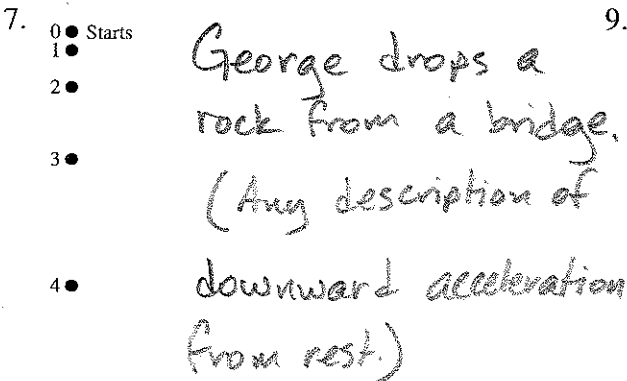 7.
0 Starts
1
2
3
4
George drops a
rock from a bridge.
(Any description of
downward acceleration
from rest.)
9.